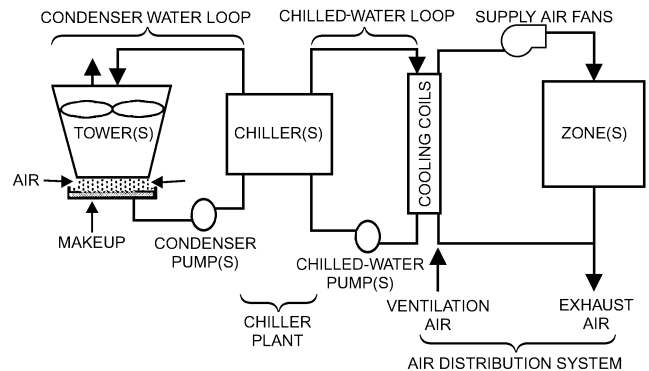 CONDENSER WATER LOOP
CHILLED-WATER LOOP
SUPPLY AIR FANS
TOWER(S)
CHILLER(S)
COOLING COILS
ZONE(S)
AIR
MAKEUP
CONDENSER
PUMP(S)
CHILLED-WATER
PUMP(S)
VENTILATION
AIR
EXHAUST
AIR
CHILLER
PLANT
AIR DISTRIBUTION SYSTEM